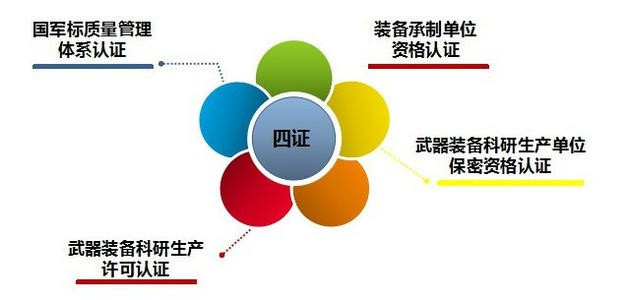 国军标质量管理
体系认证
装备承制单位
资格认证
四证
武器装备科研生产单位
保密资格认证
武器装备科研生产
许可认证